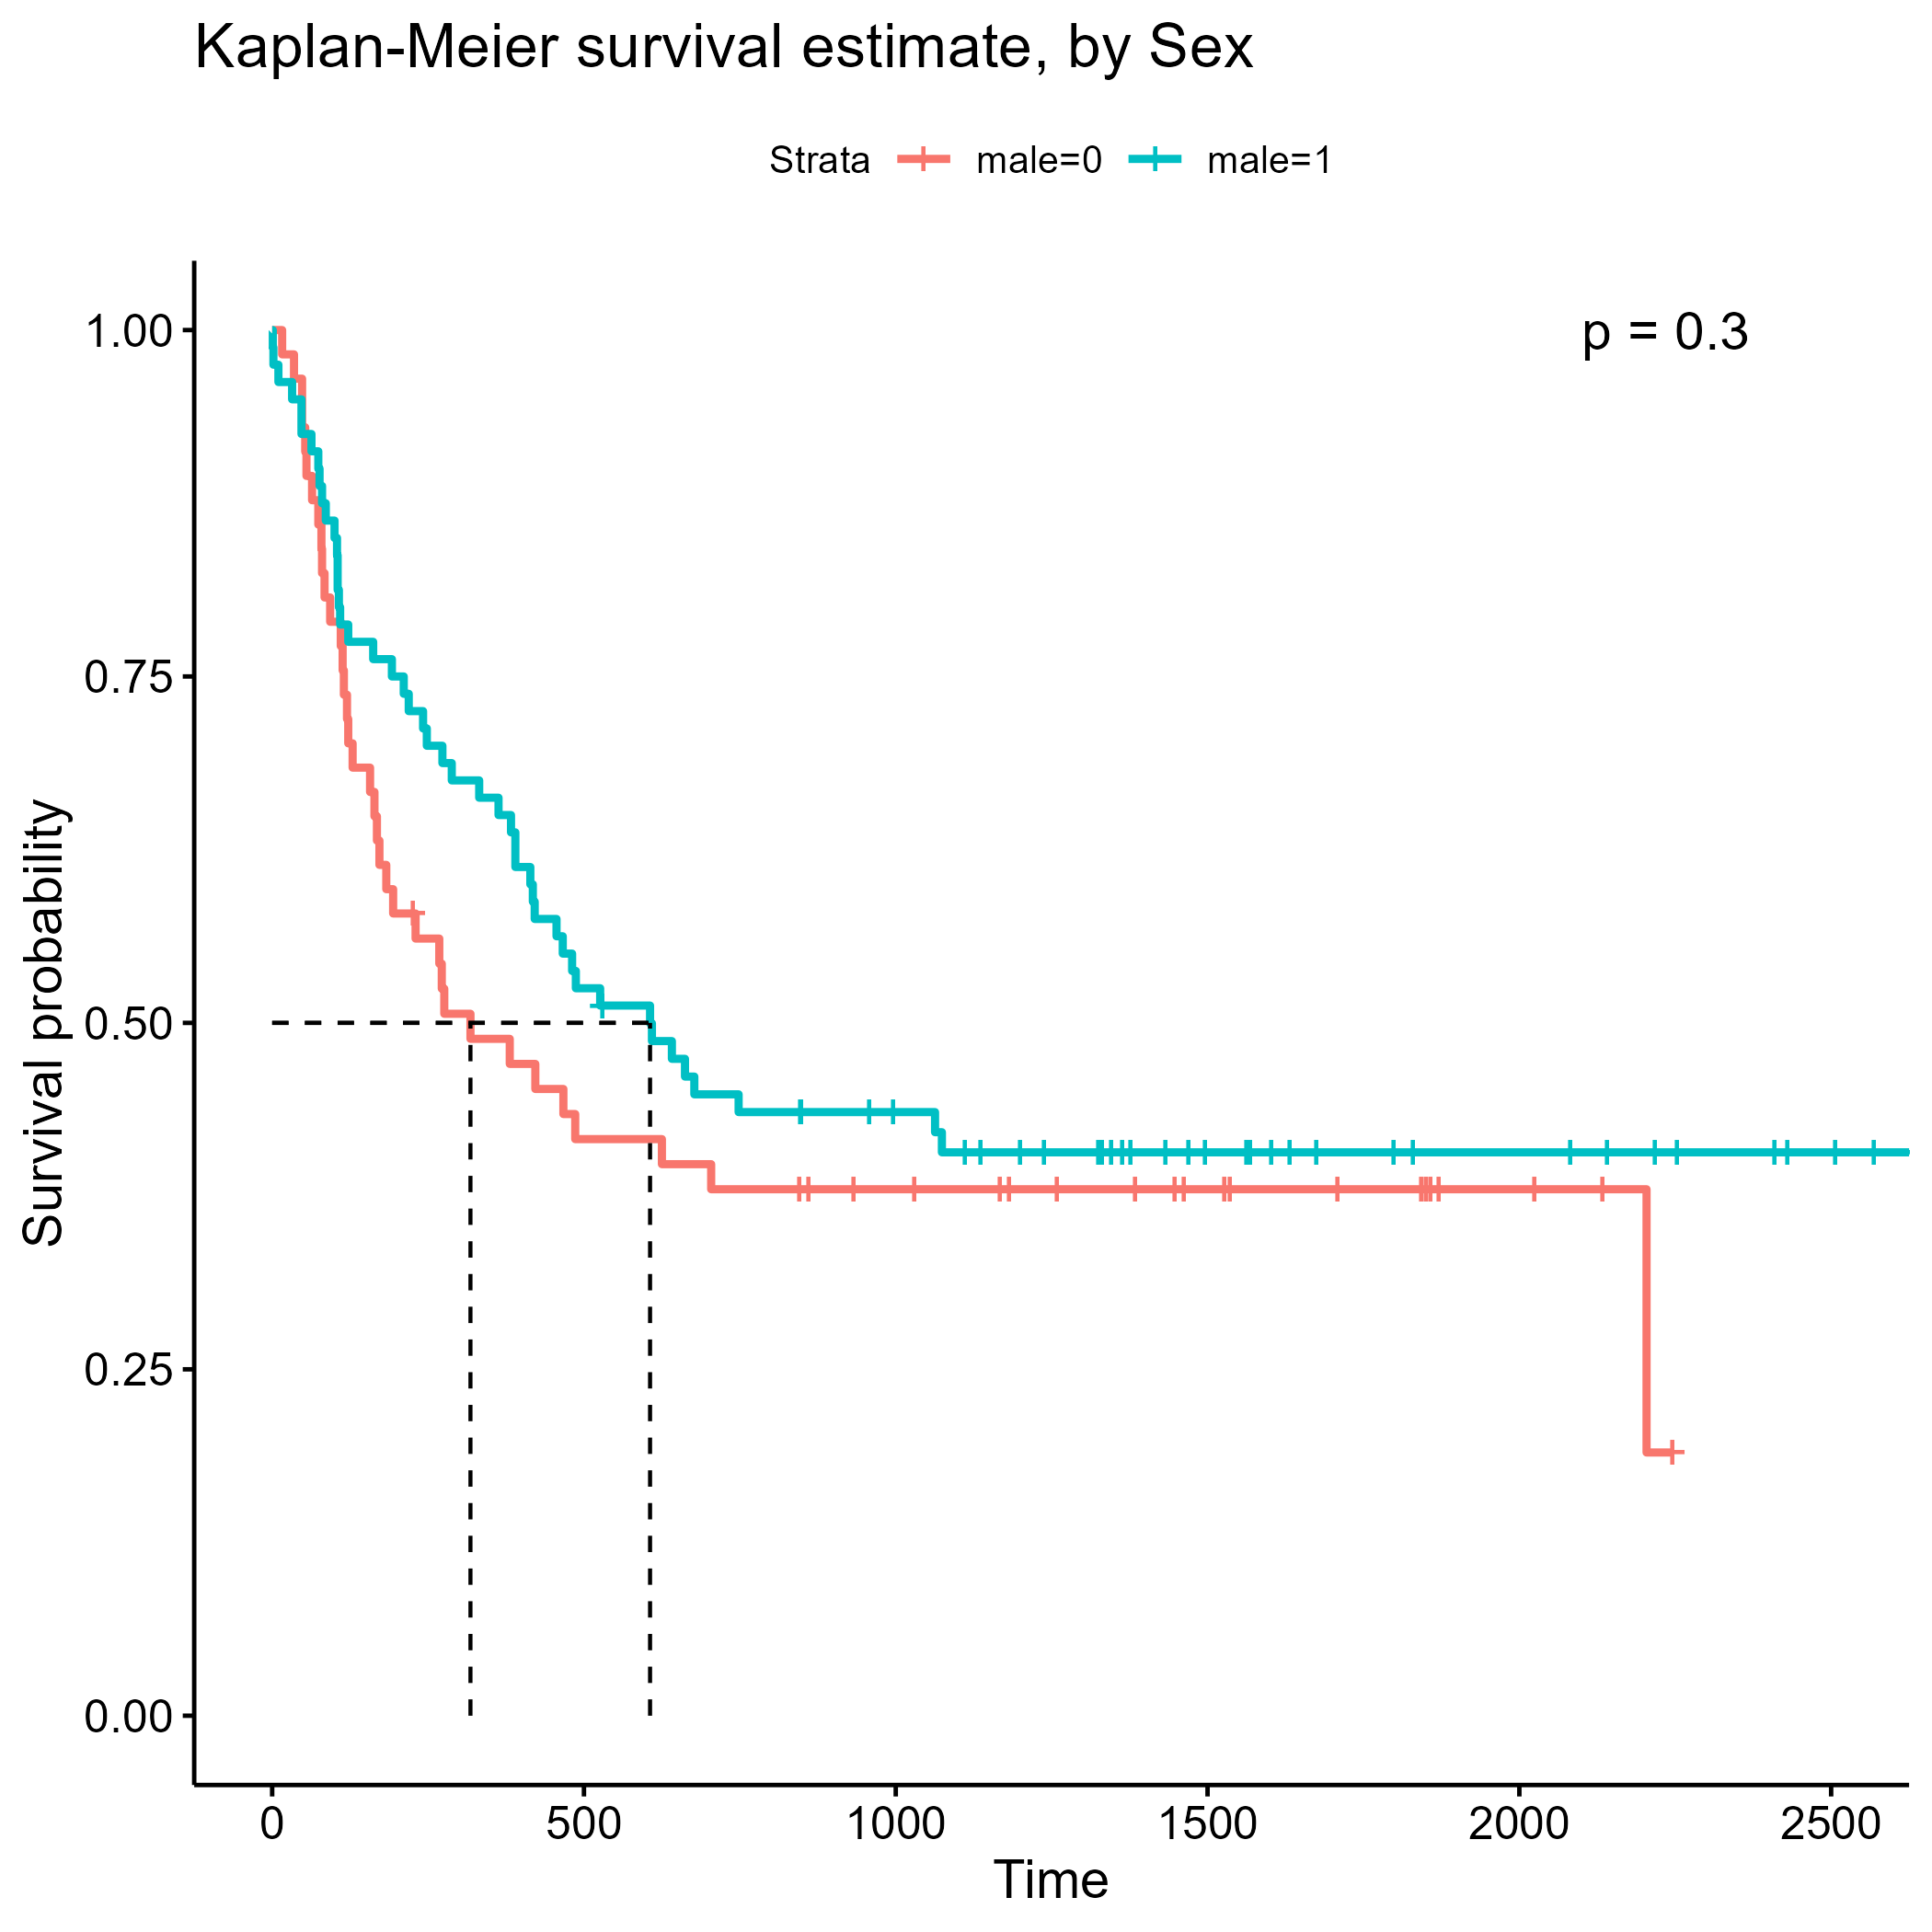 Kaplan-Meier survival estimate, by Sex
Strata male=0 male=1
p = 0.3
1.00
0.75
0.50
0.25
0.00
Survival probability
0 500 1000 1500 2000 2500
Time